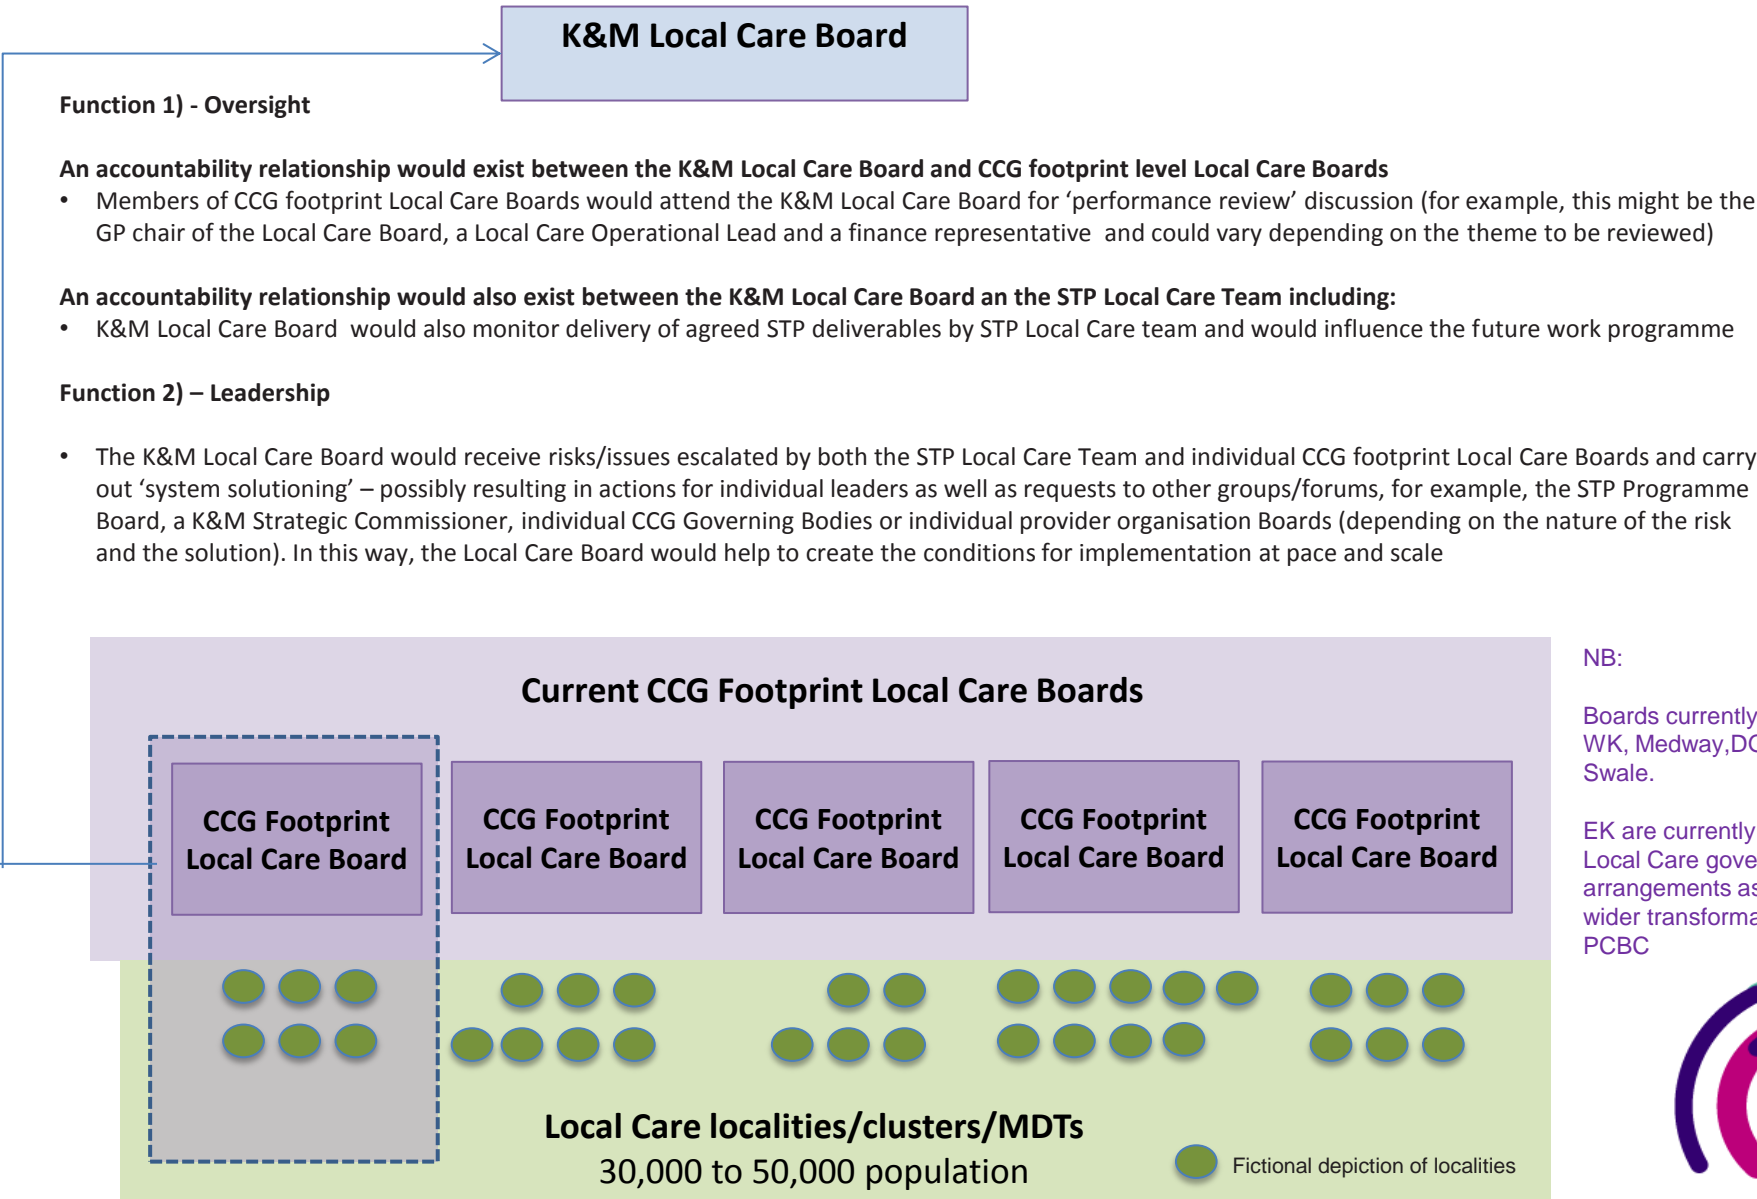 K&M Local Care Board
Function 1) - Oversight
An accountability relationship would exist between the K&M Local Care Board and CCG footprint level Local Care Boards
• Members of CCG footprint Local Care Boards would attend the K&M Local Care Board for ‘performance review’ discussion (for example, this might be the
GP chair of the Local Care Board, a Local Care Operational Lead and a finance representative and could vary depending on the theme to be reviewed)
An accountability relationship would also exist between the K&M Local Care Board an the STP Local Care Team including:
• K&M Local Care Board would also monitor delivery of agreed STP deliverables by STP Local Care team and would influence the future work programme
Function 2) – Leadership
• The K&M Local Care Board would receive risks/issues escalated by both the STP Local Care Team and individual CCG footprint Local Care Boards and carry
out ‘system solutioning’ – possibly resulting in actions for individual leaders as well as requests to other groups/forums, for example, the STP Programme
Board, a K&M Strategic Commissioner, individual CCG Governing Bodies or individual provider organisation Boards (depending on the nature of the risk
and the solution). In this way, the Local Care Board would help to create the conditions for implementation at pace and scale
Current CCG Footprint Local Care Boards
CCG Footprint
Local Care Board
CCG Footprint
Local Care Board
CCG Footprint
Local Care Board
CCG Footprint
Local Care Board
CCG Footprint
Local Care Board
Local Care localities/clusters/MDTs
30,000 to 50,000 population
Fictional depiction of localities
NB:
Boards currently
WK, Medway,
Swale.
EK are currently
Local Care
arrangements
wider
PCBC